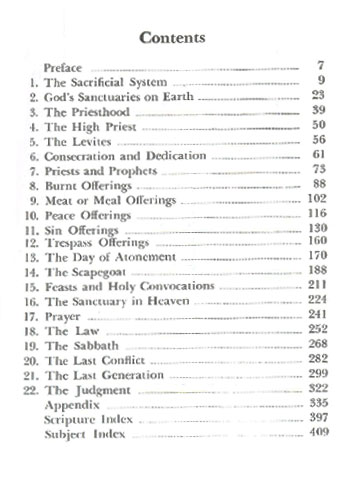 Contents
Preface 7
1. The Sacrificial System 9
2. God's Sanctuaries on Earth 23
3. The Priesthood 39
4. The High Priest 50
5. The Levites 56
6. Consecration and Dedication 61
7. Priests and Prophets 73
8. Burnt Offerings 88
9. Meat or Meal Offerings 102
10. Peace Offerings 116
11. Sin Offerings 130
12. Trespass Offerings 160
13. The Day of Atonement 170
14. The Scapegoat 188
15. Feasts and Holy Convocations 211
16. The Sanctuary in Heaven 224
17. Prayer 241
18. The Law 252
19. The Sabbath 268
20. The Last Conflict 282
21. The Last Generation 299
22. The Judgment 322
Appendix 335
Scripture Index 397
Subject Index 409